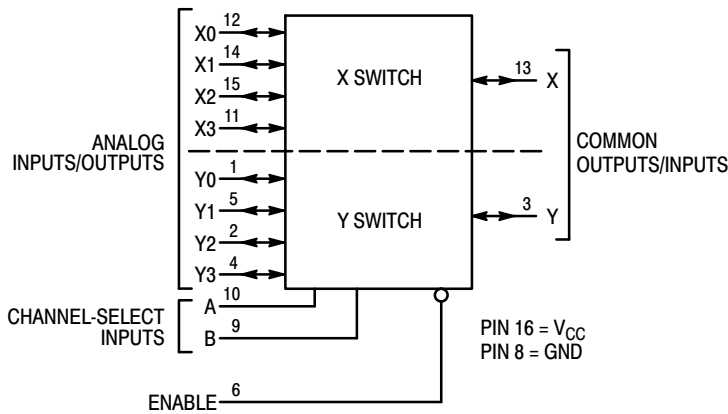 X0 12
X1 14
X2 15
X3 11
X SWITCH
13 X
ANALOG
INPUTS/OUTPUTS
COMMON
OUTPUTS/INPUTS
Y0 1
Y1 5
Y2 2
Y3 4
Y SWITCH
3 Y
CHANNEL-SELECT
INPUTS
A 10
B 9
PIN 16 = VCC
PIN 8 = GND
ENABLE 6